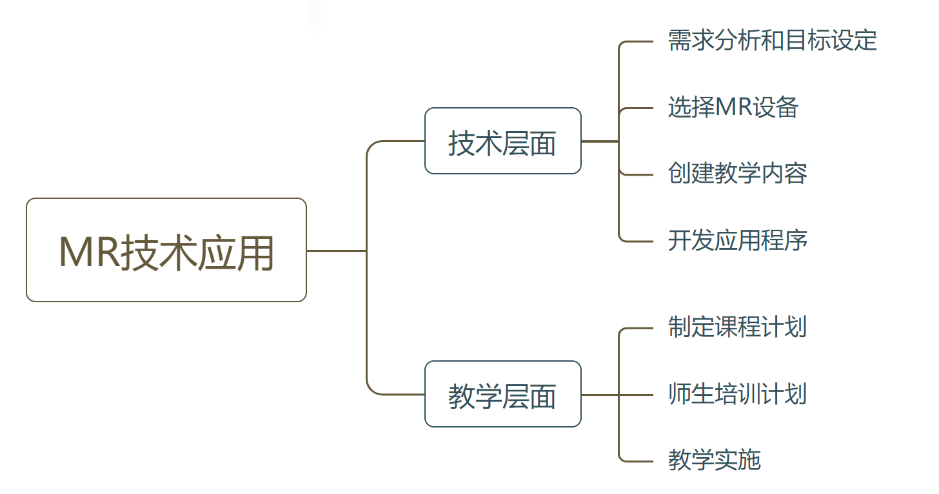 MR技术应用
技术层面
需求分析和目标设定
选择MR设备
创建教学内容
开发应用程序
教学层面
制定课程计划
师生培训计划
教学实施